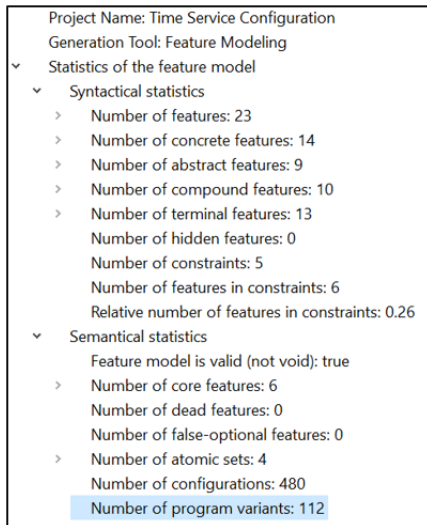 Project Name: Time Service Configuration
Generation Tool: Feature Modeling
Statistics of the feature model
Syntactical statistics
Number of features: 23
Number of concrete features: 14
Number of abstract features: 9
Number of compound features: 10
Number of terminal features: 13
Number of hidden features: 0
Number of constraints: 5
Number of features in constraints: 6
Relative number of features in constraints: 0.26
Semantical statistics
Feature model is valid (not void): true
Number of core features: 6
Number of dead features: 0
Number of false-optional features: 0
Number of atomic sets: 4
Number of configurations: 480
Number of program variants: 112